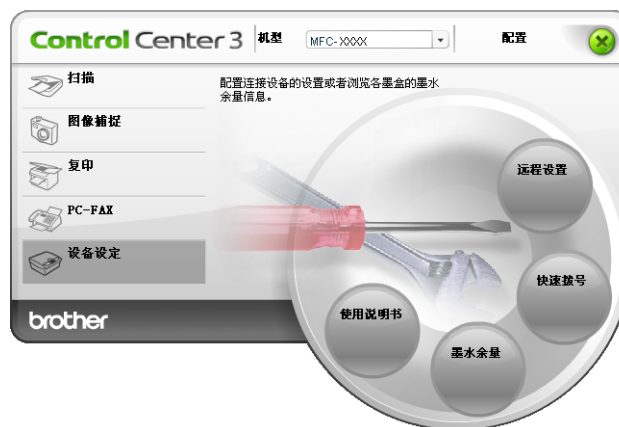 Control Center 3
机型
MFC-XXXX
配置
扫描
图像捕捉
复印
PC-FAX
设备设定
brother
配置连接设备的设置或者浏览各墨盒的墨水
余量信息。
远程设置
快速拨号
墨水余量
使用说明书